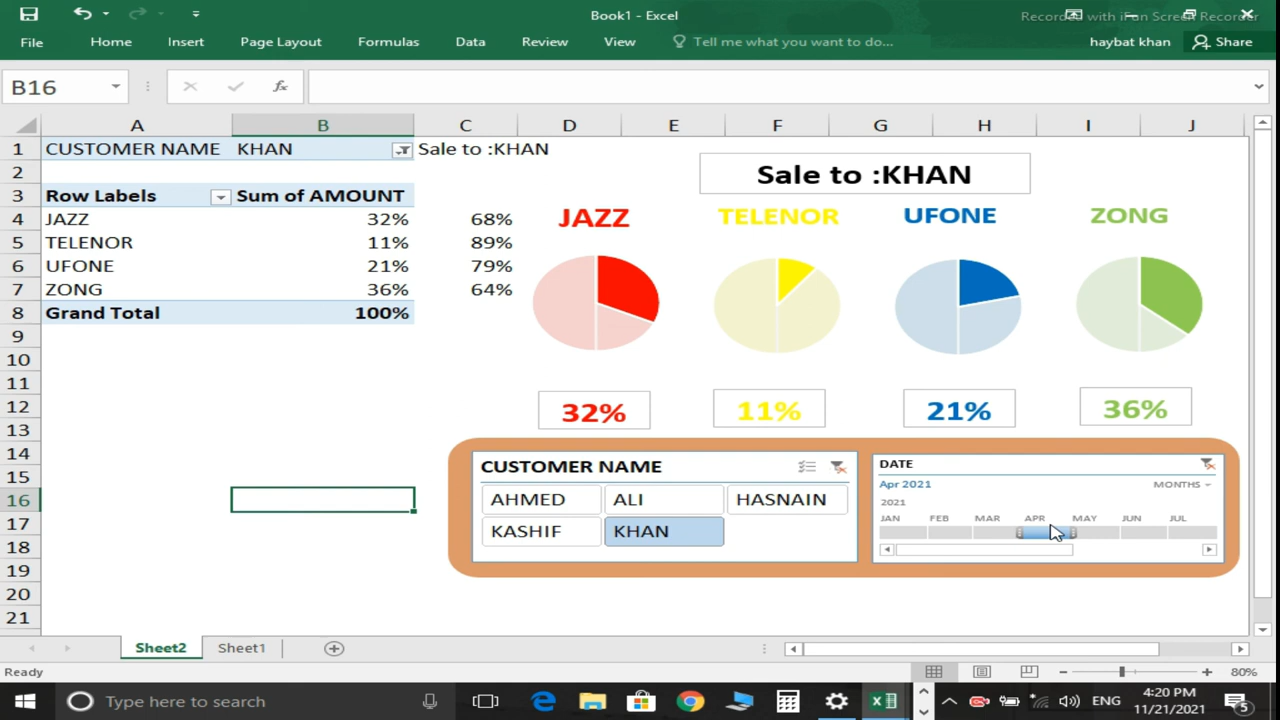 Book1 - Excel
Recorded with iFun Screen Recorder
File Home Insert Page Layout Formulas Data Review View Tell me what you want to do... haybat khan Share
B16 fx
A B C D E F G H I J
1 CUSTOMER NAME KHAN Sale to :KHAN
Sale to :KHAN
2
3 Row Labels Sum of AMOUNT
JAZZ TELENOR UFONE ZONG
4 JAZZ 32% 68%
5 TELENOR 11% 89%
6 UFONE 21% 79%
7 ZONG 36% 64%
8 Grand Total 100%
9
10
11
12
32% 11% 21% 36%
13
14
CUSTOMER NAME
AHMED ALI HASNAIN
KASHIF KHAN
DATE
Apr 2021 MONTHS
2021
JAN FEB MAR APR MAY JUN JUL
15
16
17
18
19
20
21
Sheet2 Sheet1
Ready 80%
Type here to search
ENG
4:20 PM
11/21/2021
5